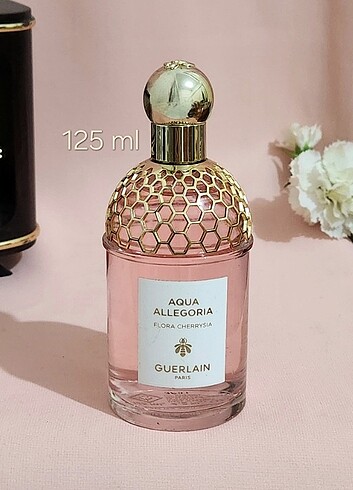 125 ml
AQUA
ALLEGORIA
FLORA CHERRYSIA
GUERLAIN
PARIS